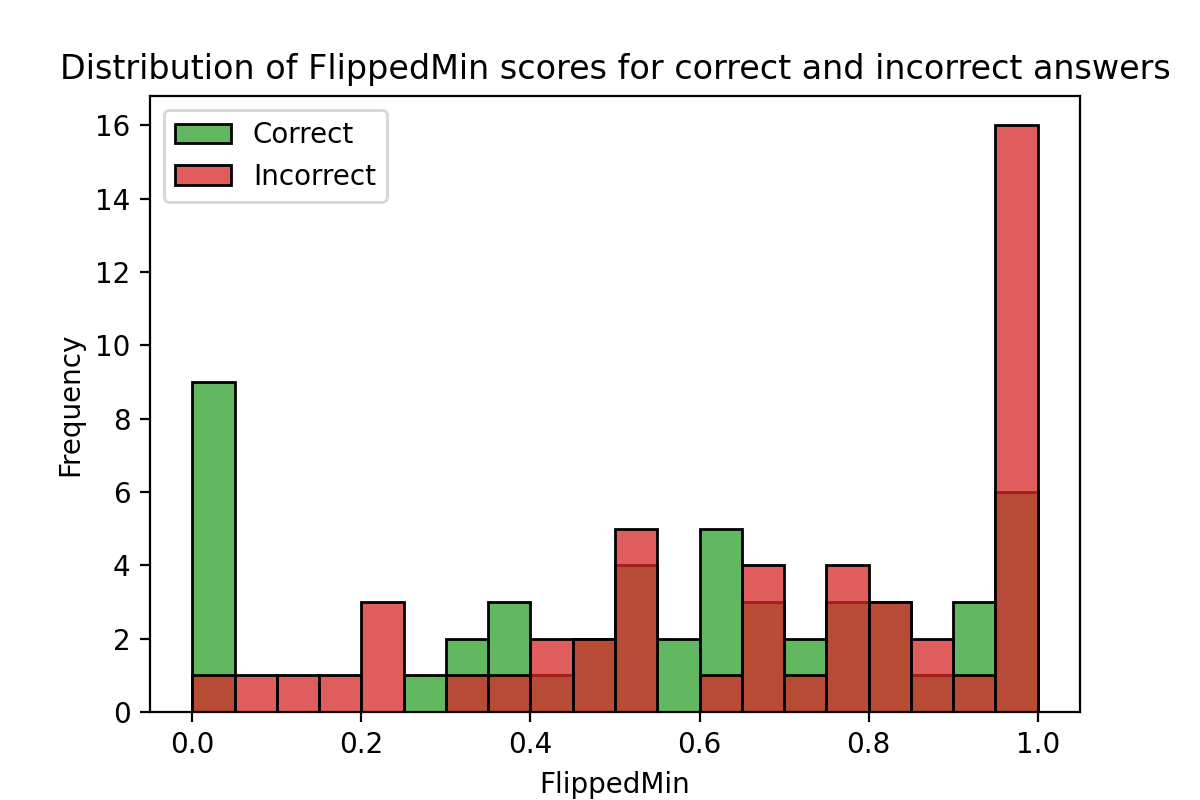 Distribution of FlippedMin scores for correct and incorrect answers
Correct
Incorrect
Frequency
16
14
12
10
8
6
4
2
0
0.0 0.2 0.4 0.6 0.8 1.0
FlippedMin